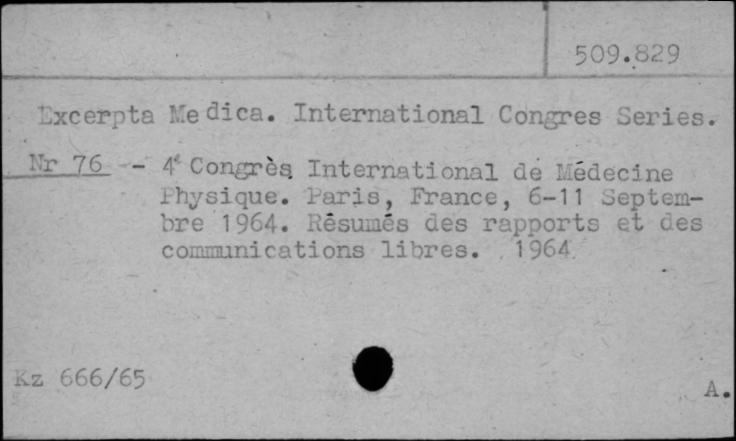 509.829
Excerpta Medica. International Congres Series.
Nr 76 - 4e Congrès International de Médecine
Physique. Paris, France, 6-11 Septem-
bre 1964. Résumés des rapports et des
communications libres. 1964
Kz 666/65
A.